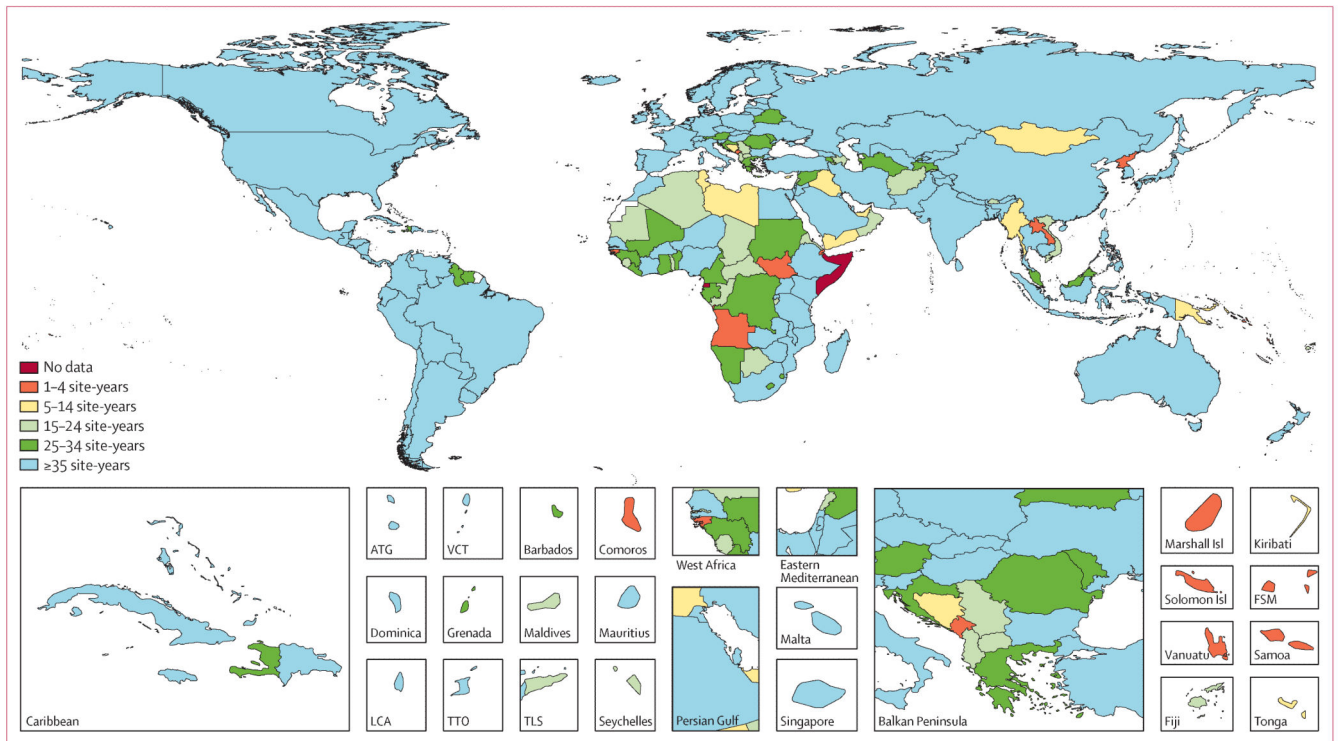 No data
1–4 site-years
5–14 site-years
15–24 site-years
25–34 site-years
≥35 site-years
Caribbean
ATG
VCT
Barbados
Comoros
Dominica
Grenada
Maldives
Mauritius
LCA
TTO
TLS
Seychelles
West Africa
Eastern
Mediterranean
Persian Gulf
Malta
Singapore
Balkan Peninsula
Marshall Isl
Kiribati
Solomon Isl
FSM
Vanuatu
Samoa
Fiji
Tonga